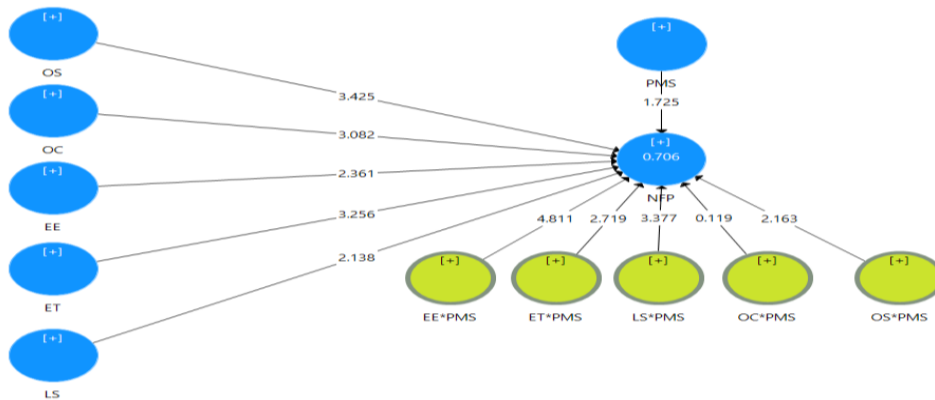 [+]
OS
[+]
OC
[+]
EE
[+]
ET
[+]
LS
3.425
3.082
2.361
3.256
2.138
[+]
PMS
1.725
[+]
0.706
NFP
4.811
2.719
3.377
0.119
2.163
[+]
EE*PMS
[+]
ET*PMS
[+]
LS*PMS
[+]
OC*PMS
[+]
OS*PMS